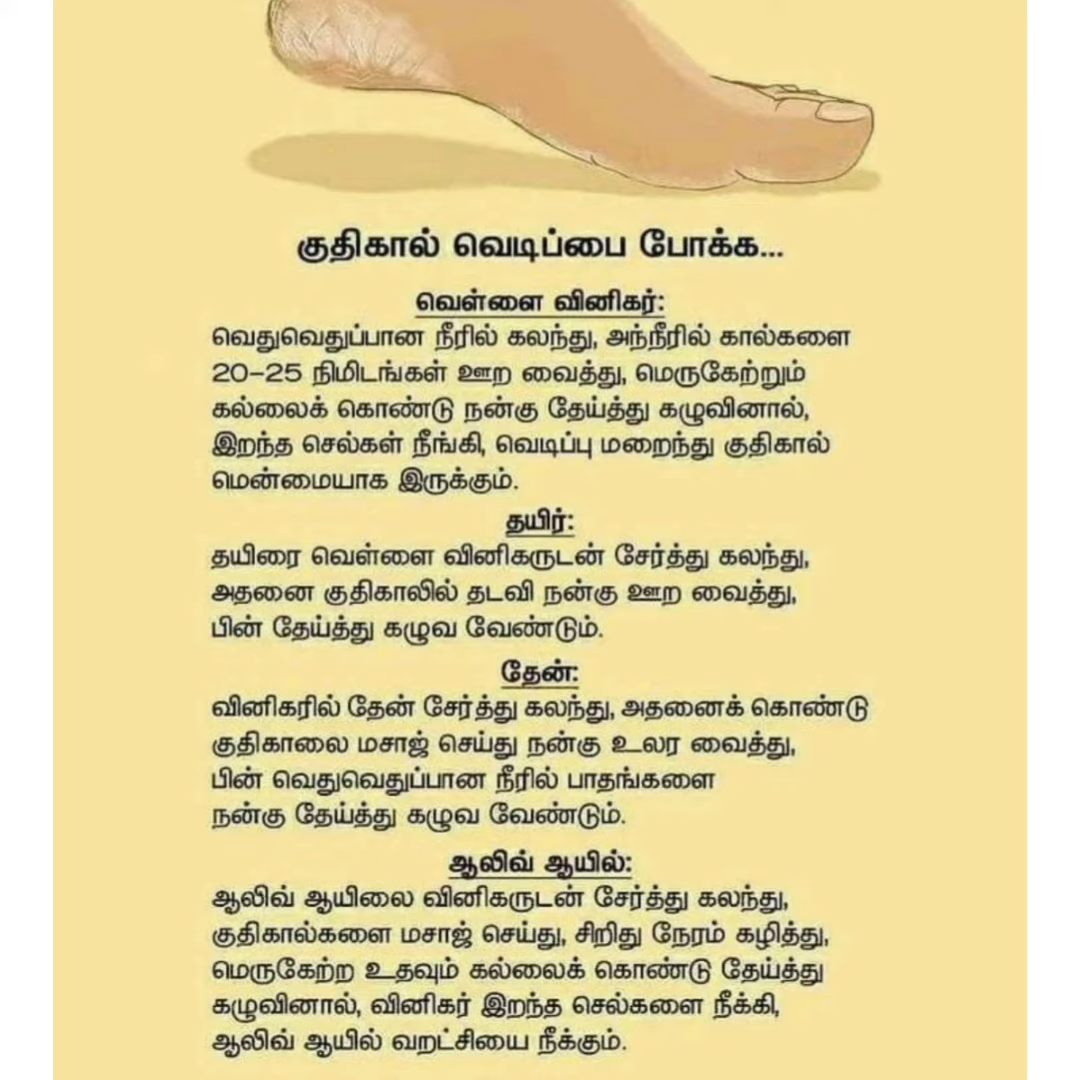 குதிகால் வெடிப்பை போக்க...
வெள்ளை வினிகர்:
வெதுவெதுப்பான நீரில் கலந்து, அந்நீரில் கால்களை
20-25 நிமிடங்கள் ஊற வைத்து, மெருகேற்றும்
கல்லைக் கொண்டு நன்கு தேய்த்து கழுவினால்,
இறந்த செல்கள் நீங்கி, வெடிப்பு மறைந்து குதிகால்
மென்மையாக இருக்கும்.
தயிர்:
தயிரை வெள்ளை வினிகருடன் சேர்த்து கலந்து,
அதனை குதிகாலில் தடவி நன்கு ஊற வைத்து,
பின் தேய்த்து கழுவ வேண்டும்.
தேன்:
வினிகரில் தேன் சேர்த்து கலந்து, அதனைக் கொண்டு
குதிகாலை மசாஜ் செய்து நன்கு உலர வைத்து,
பின் வெதுவெதுப்பான நீரில் பாதங்களை
நன்கு தேய்த்து கழுவ வேண்டும்.
ஆலிவ் ஆயில்:
ஆலிவ் ஆயிலை வினிகருடன் சேர்த்து கலந்து,
குதிகால்களை மசாஜ் செய்து, சிறிது நேரம் கழித்து,
மெருகேற்ற உதவும் கல்லைக் கொண்டு தேய்த்து
கழுவினால், வினிகர் இறந்த செல்களை நீக்கி,
ஆலிவ் ஆயில் வறட்சியை நீக்கும்.